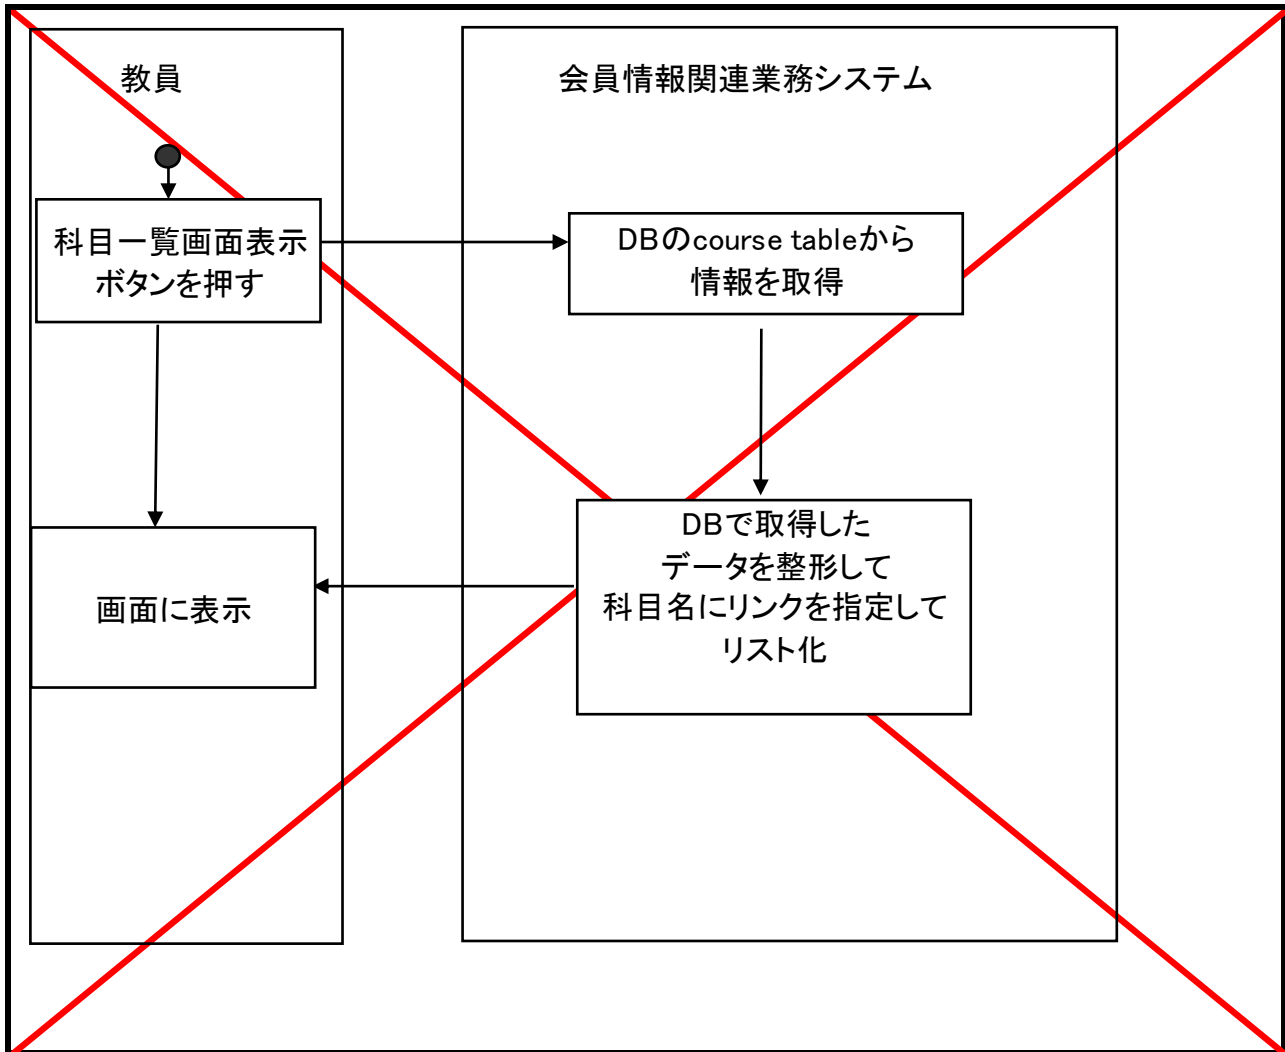 教員
会員情報関連業務システム
科目一覧画面表示
ボタンを押す
DBのcourse tableから
情報を取得
DBで取得した
データを整形して
科目名にリンクを指定して
リスト化
画面に表示